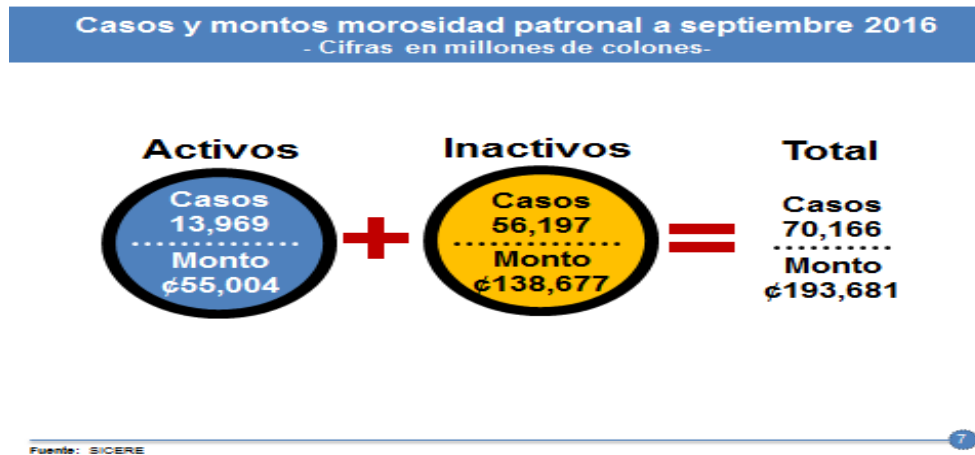 Casos y montos morosidad patronal a septiembre 2016
- Cifras en millones de colones-
Activos
Casos
13,969
Monto
¢55,004
+
Inactivos
Casos
56,197
Monto
¢138,677
=
Total
Casos
70,166
Monto
¢193,681
Fuente: SICERE
7